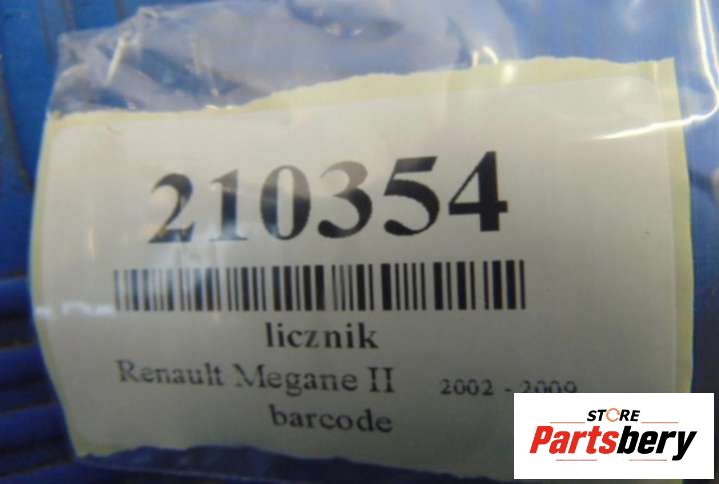 210354
licznik
Renault Megane II 2002 - 2009
barcode
STORE
Partsbery